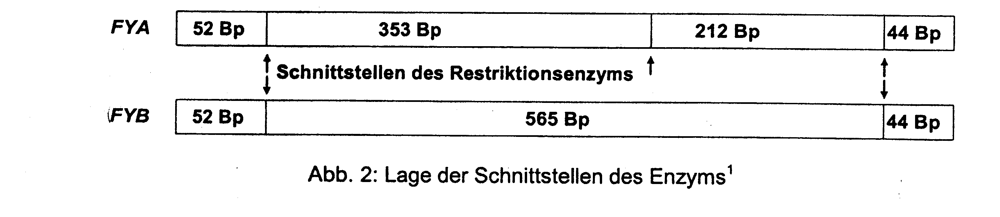 FYA 52 Bp 353 Bp 212 Bp 44 Bp
Schnittstellen des Restriktionsenzyms
FYB 52 Bp 565 Bp 44 Bp
Abb. 2: Lage der Schnittstellen des Enzyms¹